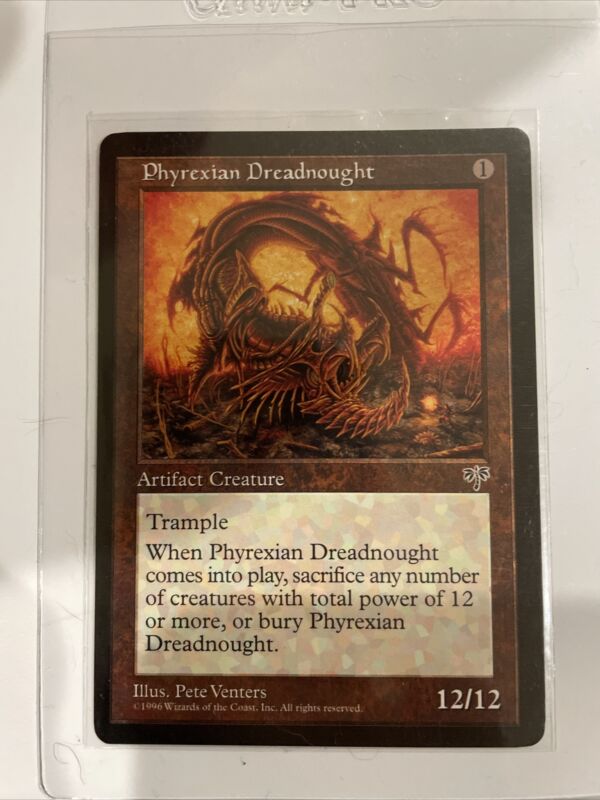 Phyrexian Dreadnought 1
Artifact Creature
Trample
When Phyrexian Dreadnought
comes into play, sacrifice any number
of creatures with total power of 12
or more, or bury Phyrexian
Dreadnought.
Illus. Pete Venters
©1996 Wizards of the Coast, Inc. All rights reserved.
12/12